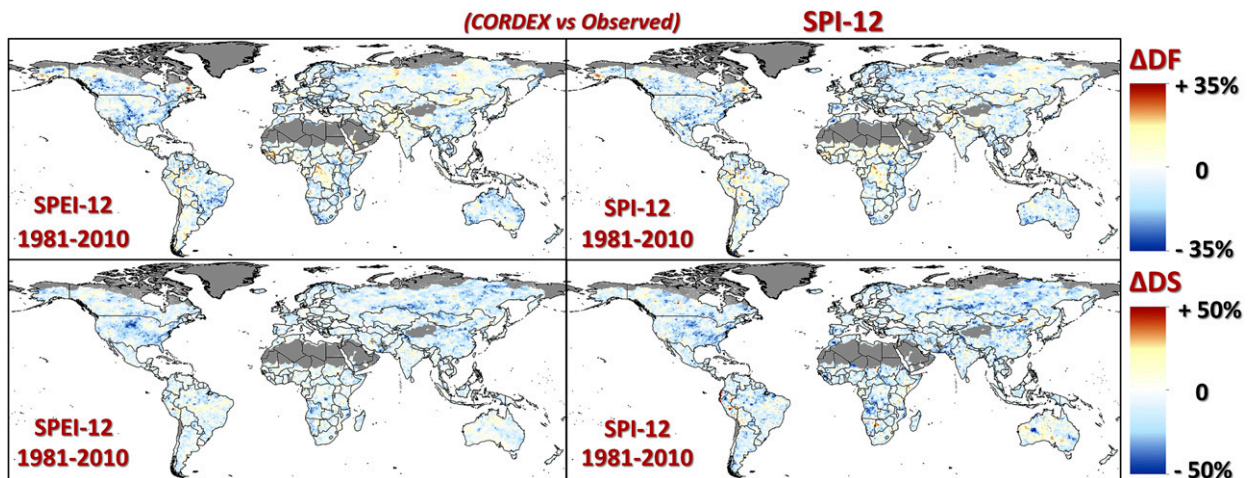 (CORDEX vs Observed) SPI-12
SPEI-12
1981-2010
SPI-12
1981-2010
ΔDF
+ 35%
0
- 35%
SPEI-12
1981-2010
SPI-12
1981-2010
ΔDS
+ 50%
0
- 50%